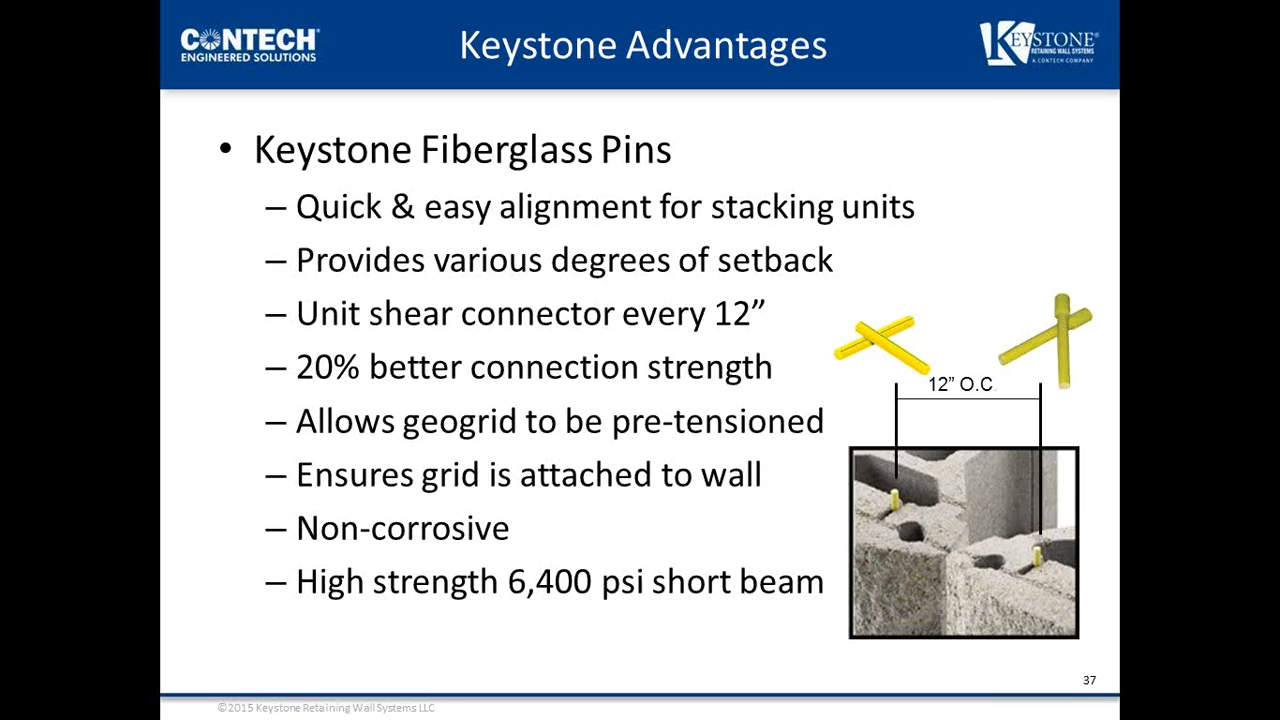 CONTECH®
ENGINEERED SOLUTIONS
Keystone Advantages
KEYSTONE®
RETAINING WALL SYSTEMS
A CONTECH COMPANY
• Keystone Fiberglass Pins
– Quick & easy alignment for stacking units
– Provides various degrees of setback
– Unit shear connector every 12”
– 20% better connection strength
– Allows geogrid to be pre-tensioned
– Ensures grid is attached to wall
– Non-corrosive
– High strength 6,400 psi short beam
12” O.C.
37
©2015 Keystone Retaining Wall Systems LLC